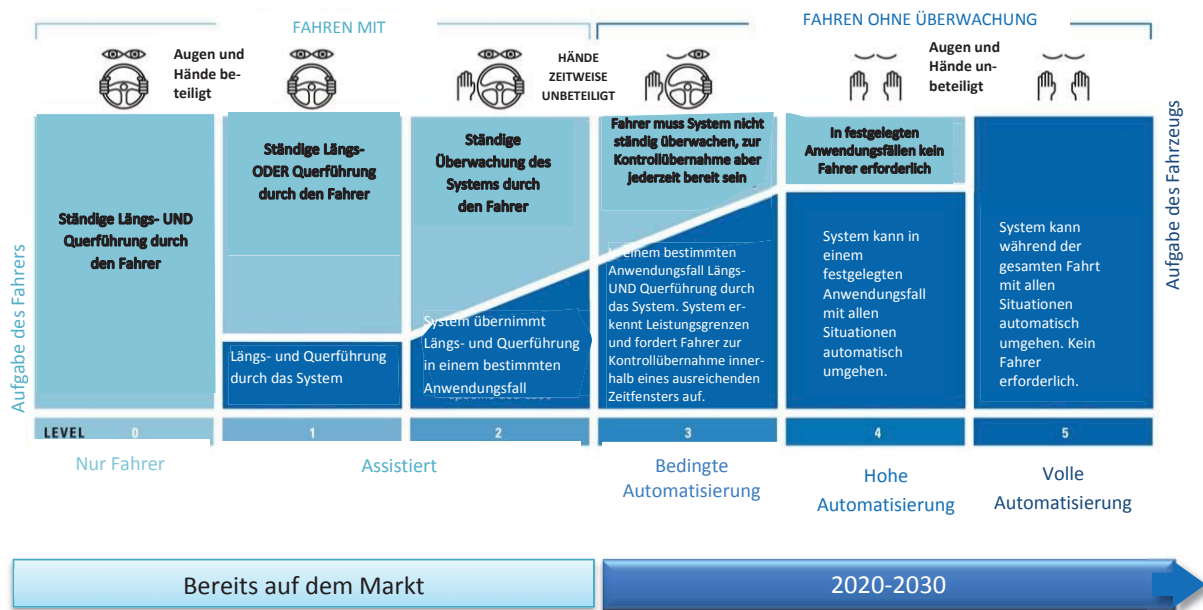 FAHREN MIT
FAHREN OHNE ÜBERWACHUNG
Augen und
Hände be-
teiligt
HÄNDE
ZEITWEISE
UNBETEILIGT
Augen und
Hände un-
beteiligt
Aufgabe des Fahrers
Ständige Längs- UND
Querführung durch
den Fahrer
Ständige Längs-
ODER Querführung
durch den Fahrer
Längs- und Querführung
durch das System
Ständige
Überwachung des
Systems durch
den Fahrer
System übernimmt
Längs- und Querführung
in einem bestimmten
Anwendungsfall
Fahrer muss System nicht
ständig überwachen, zur
Kontrollübernahme aber
jederzeit bereit sein
In einem bestimmten
Anwendungsfall Längs-
UND Querführung durch
das System. System er-
kennt Leistungsgrenzen
und fordert Fahrer zur
Kontrollübernahme inner-
halb eines ausreichenden
Zeitfensters auf.
In festgelegten
Anwendungsfällen kein
Fahrer erforderlich
System kann in
einem
festgelegten
Anwendungsfall
mit allen
Situationen
automatisch
umgehen.
System kann
während der
gesamten Fahrt
mit allen
Situationen
automatisch
umgehen. Kein
Fahrer
erforderlich.
Aufgabe des Fahrzeugs
LEVEL 0 1 2 3 4 5
Nur Fahrer
Assistiert
Bedingte
Automatisierung
Hohe
Automatisierung
Volle
Automatisierung
Bereits auf dem Markt
2020-2030